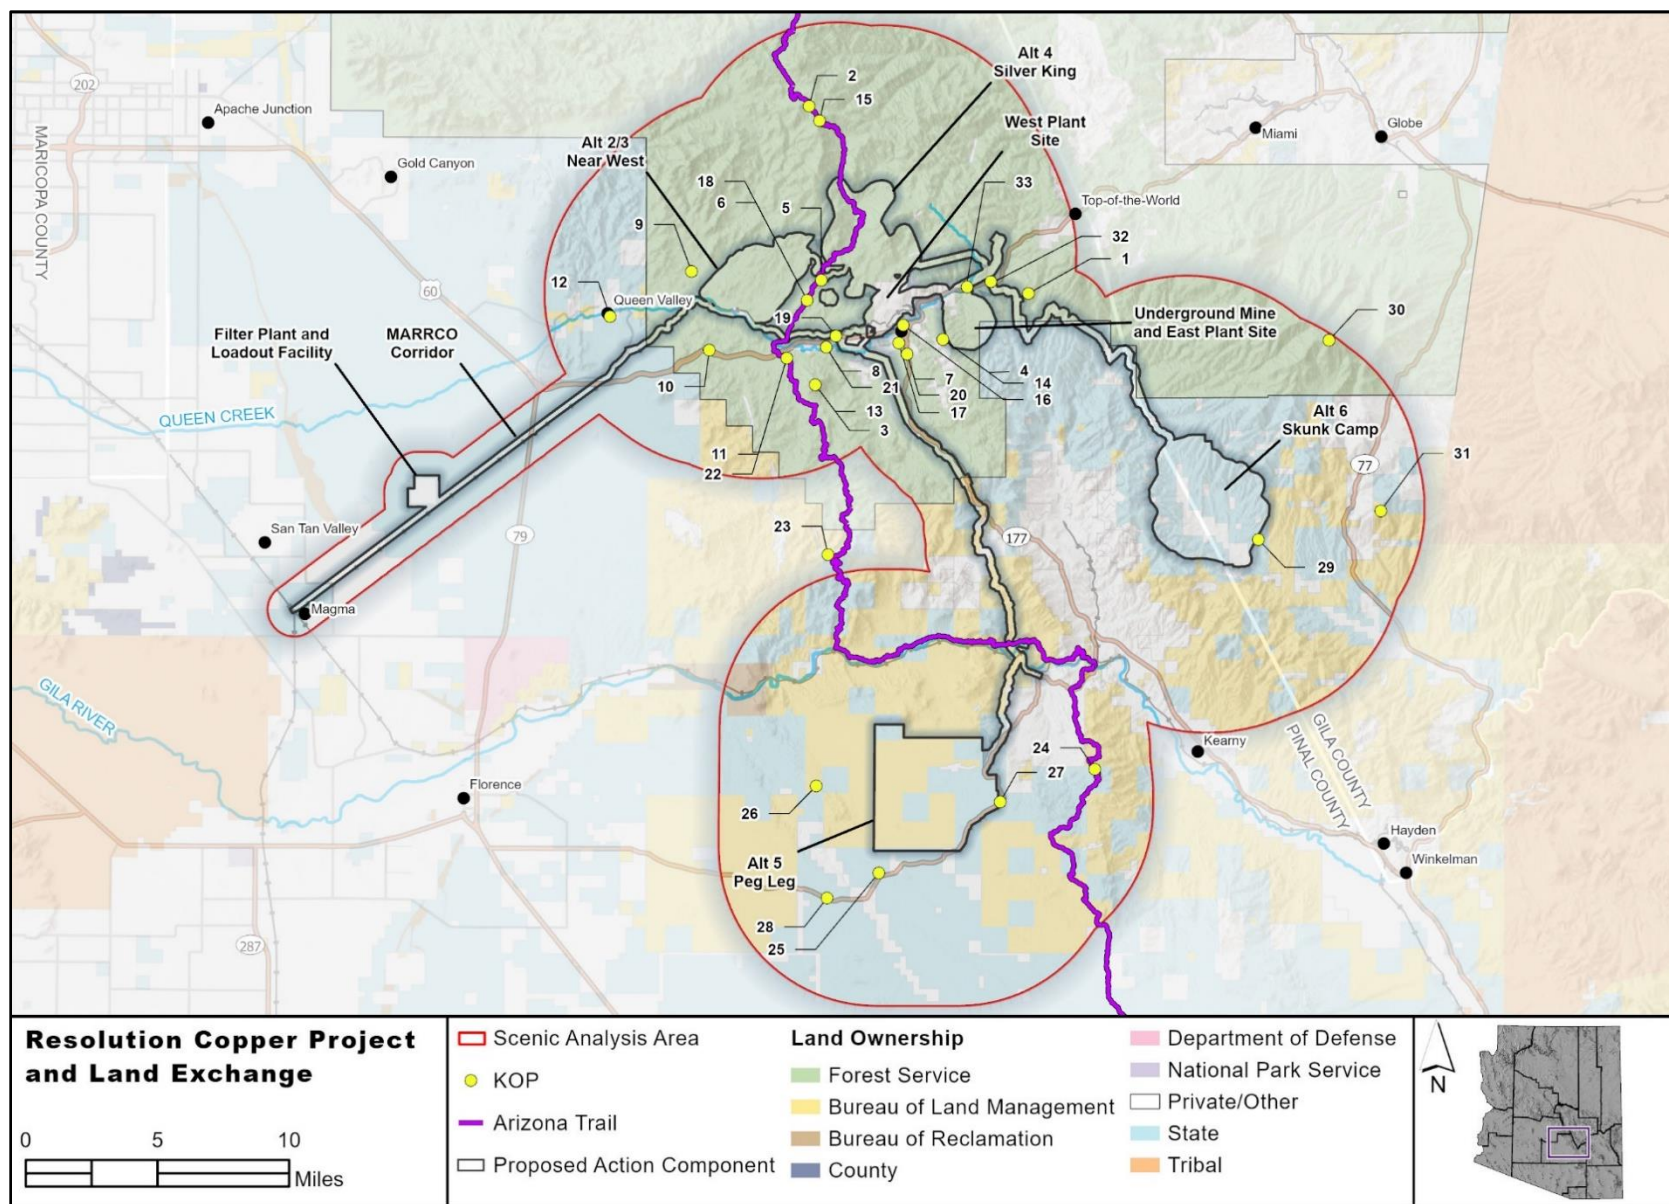 Alt 4
Silver King
2
15
202
Apache Junction
West Plant
Site
Miami
Globe
MARICOPA COUNTY
Alt 2/3
Near West
Gold Canyon
18
6
5
33
Top-of-the-World
9
32
1
60
12
Queen Valley
Underground Mine
and East Plant Site
30
Filter Plant and
Loadout Facility
MARRCO
Corridor
19
10
8
21
7
20
17
4
14
16
13
3
QUEEN CREEK
Alt 6
Skunk Camp
11
22
77
31
San Tan Valley
79
23
177
29
Magma
GILA RIVER
GILA COUNTY
PINAL COUNTY
Kearny
24
27
Florence
26
Hayden
Alt 5
Peg Leg
Winkelman
28
25
287
Resolution Copper Project
and Land Exchange
0 5 10
Miles
Scenic Analysis Area
KOP
Arizona Trail
Proposed Action Component
Land Ownership
Forest Service
Bureau of Land Management
Bureau of Reclamation
County
Department of Defense
National Park Service
Private/Other
State
Tribal
N